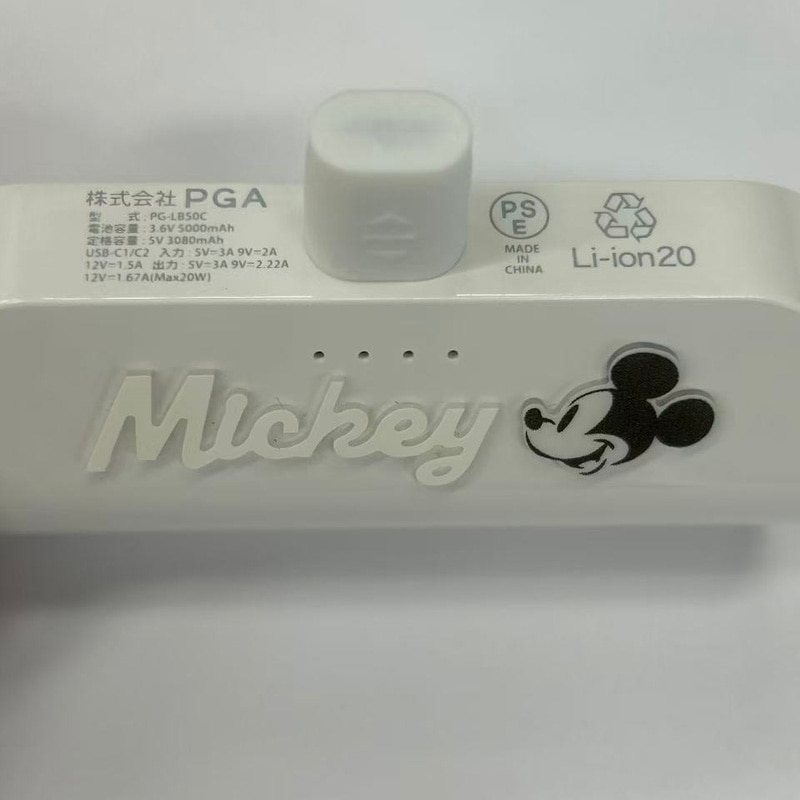 株式会社 PGA
型 式 : PG-LB50C
電池容量 : 3.6V 5000mAh
定格容量 : 5V 3080mAh
USB-C1/C2 入力 : 5V=3A 9V=2A
12V=1.5A 出力 : 5V=3A 9V=2.22A
12V=1.67A(Max20W)
PS
E
MADE
IN
CHINA
Li-ion20
Mickey